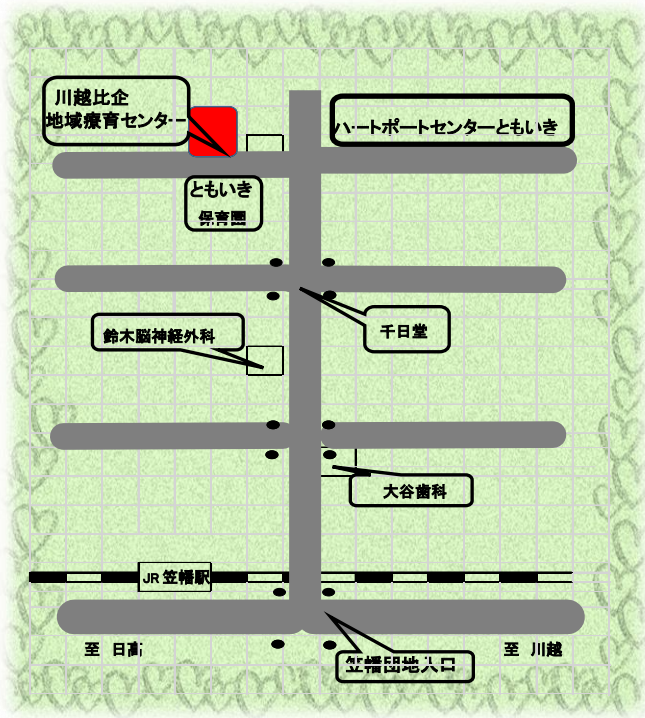 川越比企
地域療育センター
ハートポートセンターともいき
ともいき
保育園
千日堂
鈴木脳神経外科
大谷歯科
JR 笠幡駅
至 日高
至 川越
笠幡団地入口